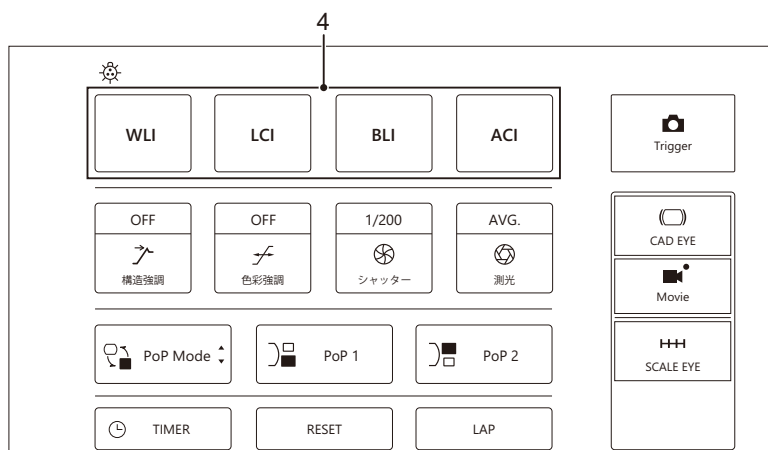 4
WLI
LCI
BLI
ACI
Trigger
OFF
構造強調
OFF
色彩強調
1/200
シャッター
AVG.
測光
CAD EYE
Movie
PoP Mode
PoP 1
PoP 2
SCALE EYE
TIMER
RESET
LAP